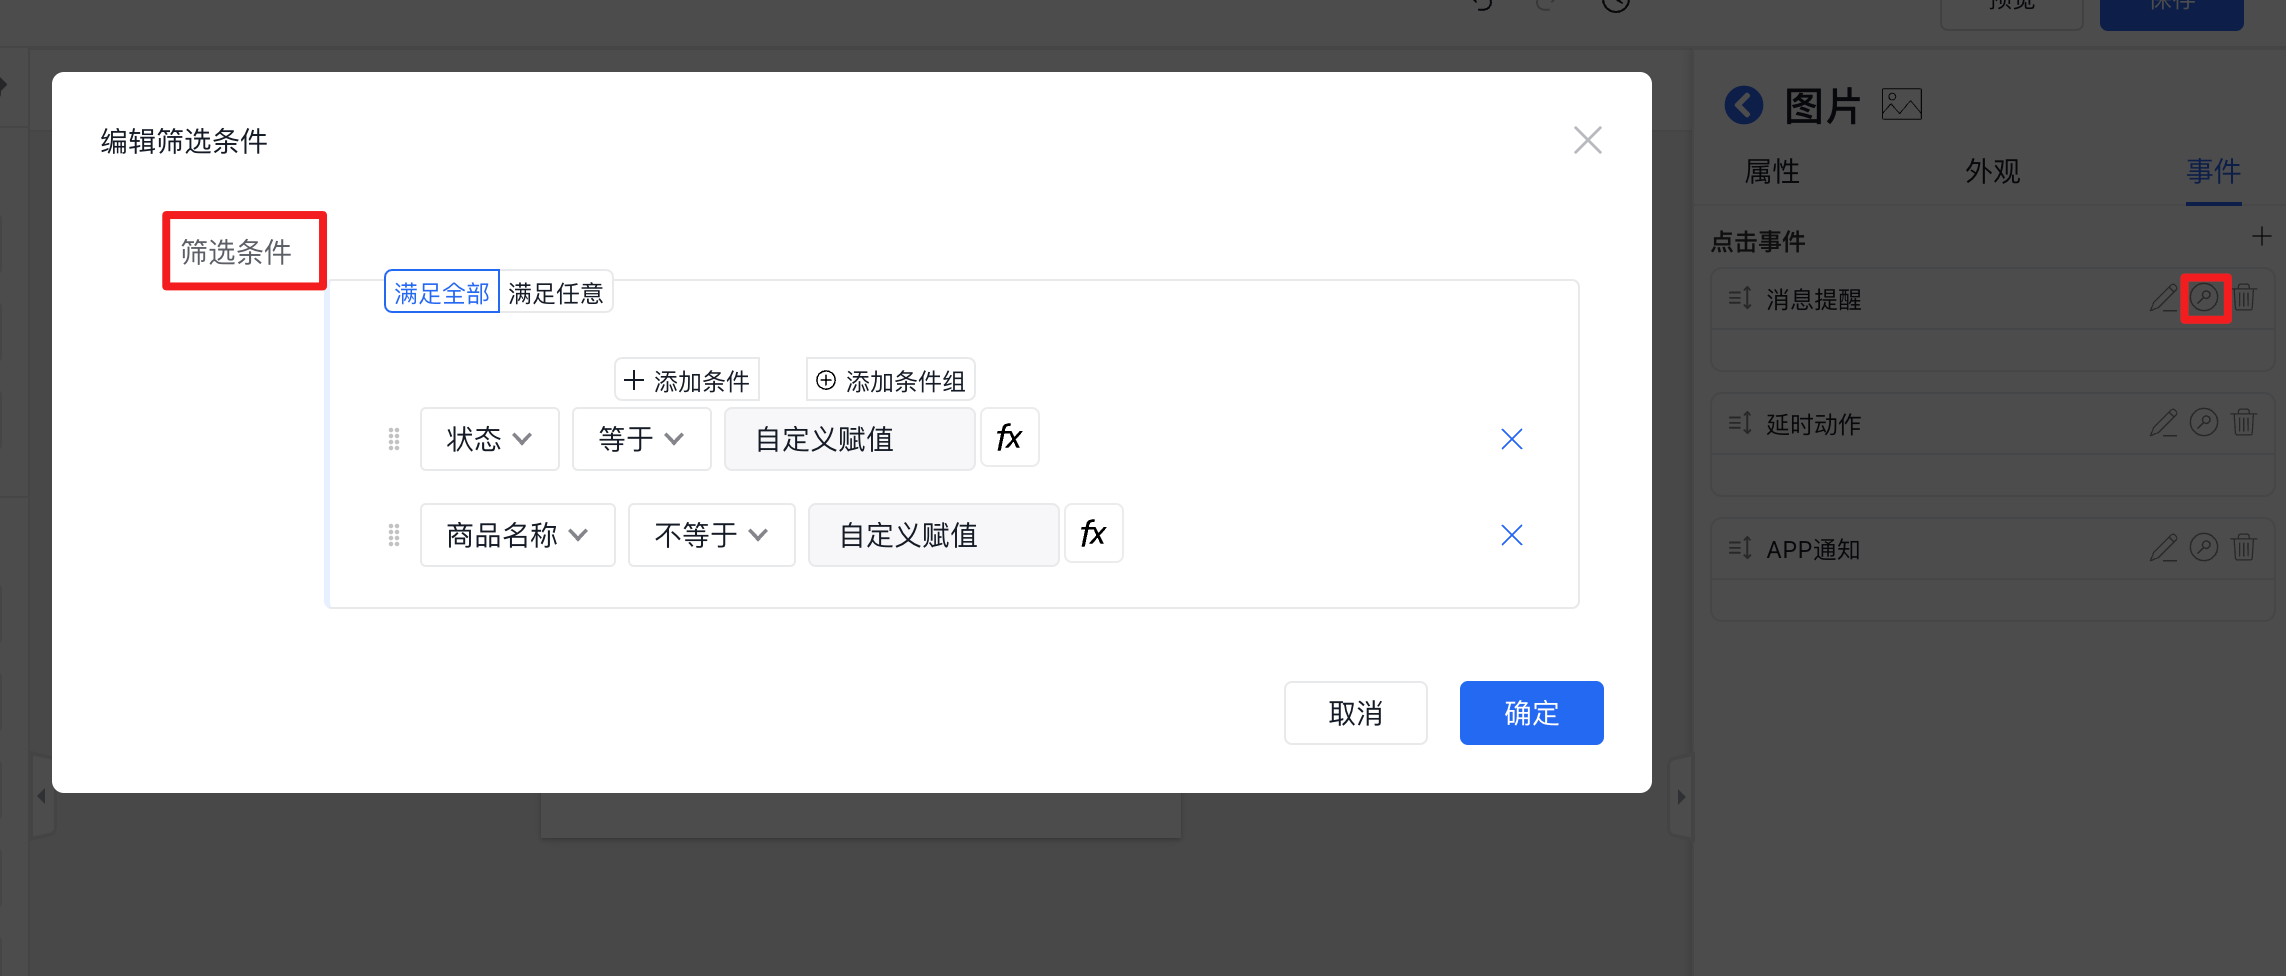 预览
保存
编辑筛选条件
筛选条件
满足全部 满足任意
添加条件 添加条件组
状态 等于 自定义赋值 fx
商品名称 不等于 自定义赋值 fx
取消 确定
图片
属性 外观 事件
点击事件
消息提醒
延时动作
APP通知